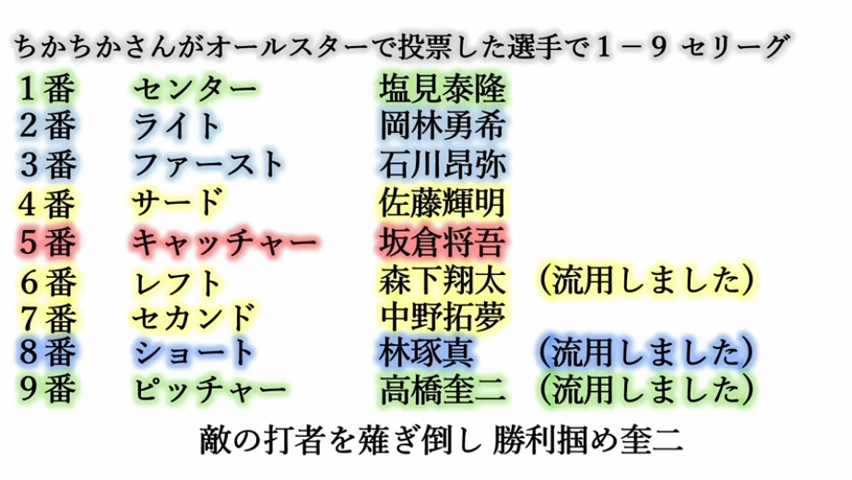 ちかちかさんがオールスターで投票した選手で１－９ セリーグ
１番 センター 塩見泰隆
２番 ライト 岡林勇希
３番 ファースト 石川昂弥
４番 サード 佐藤輝明
５番 キャッチャー 坂倉将吾
６番 レフト 森下翔太 （流用しました）
７番 セカンド 中野拓夢
８番 ショート 林琢真 （流用しました）
９番 ピッチャー 高橋奎二 （流用しました）
敵の打者を薙ぎ倒し 勝利掴め奎二